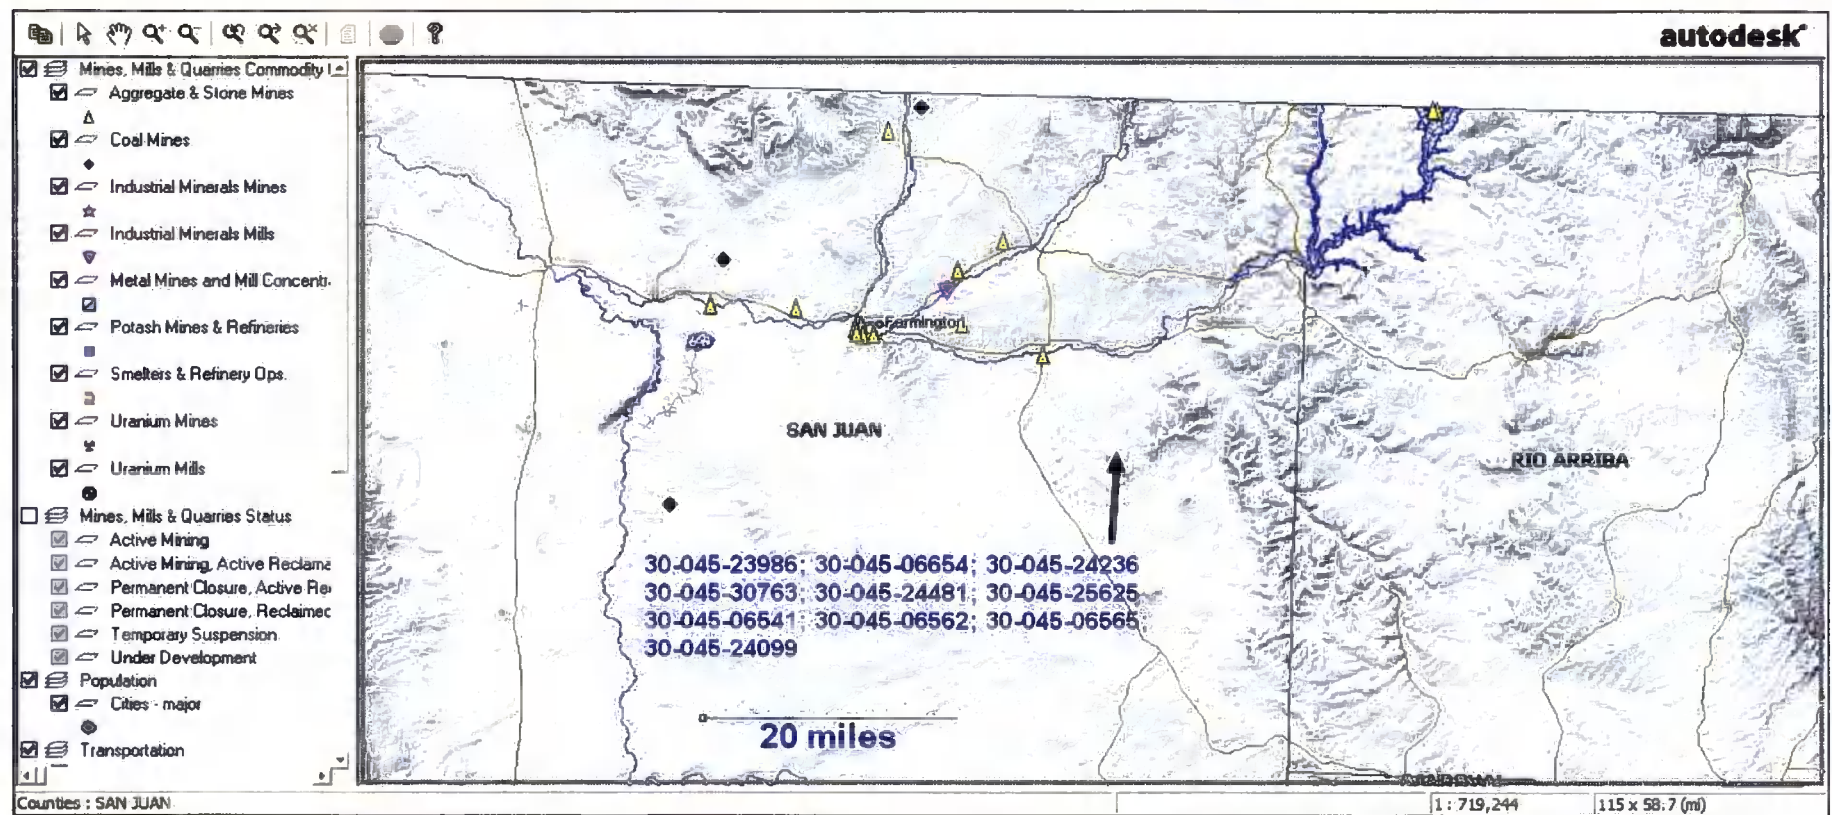 autodesk
Mines, Mills & Quarries Commodity
Aggregate & Stone Mines
Coal Mines
Industrial Minerals Mines
Industrial Minerals Mills
Metal Mines and Mill Concentr
Potash Mines & Refineries
Smelters & Refinery Ops.
Uranium Mines
Uranium Mills
Mines, Mills & Quarries Status
Active Mining
Active Mining, Active Reclama
Permanent Closure, Active Re
Permanent Closure, Reclaimed
Temporary Suspension
Under Development
Population
Cities - major
Transportation
Farmington
SAN JUAN
RIO ARRIBA
30-045-23986; 30-045-06654; 30-045-24236
30-045-30763; 30-045-24481; 30-045-25625
30-045-06541; 30-045-06562; 30-045-06565
30-045-24099
20 miles
Counties : SAN JUAN
1 : 719,244
115 x 58.7 (mi)